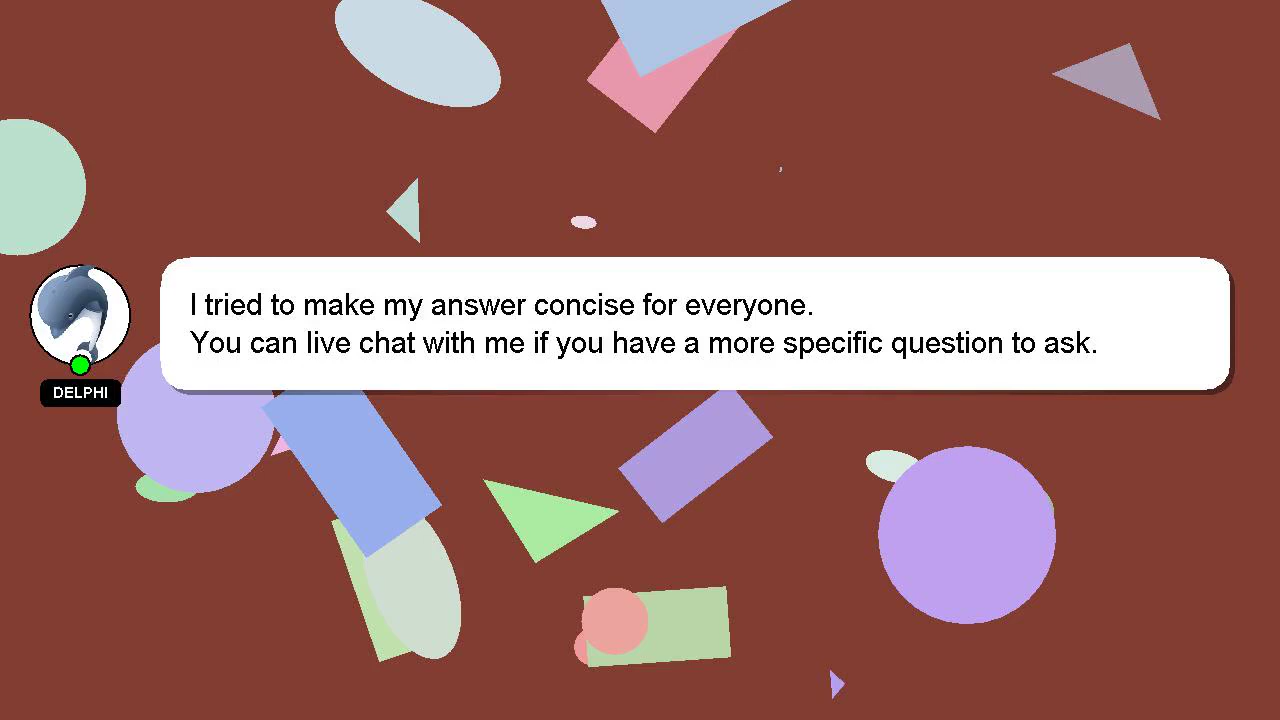 I tried to make my answer concise for everyone.
You can live chat with me if you have a more specific question to ask.
DELPHI